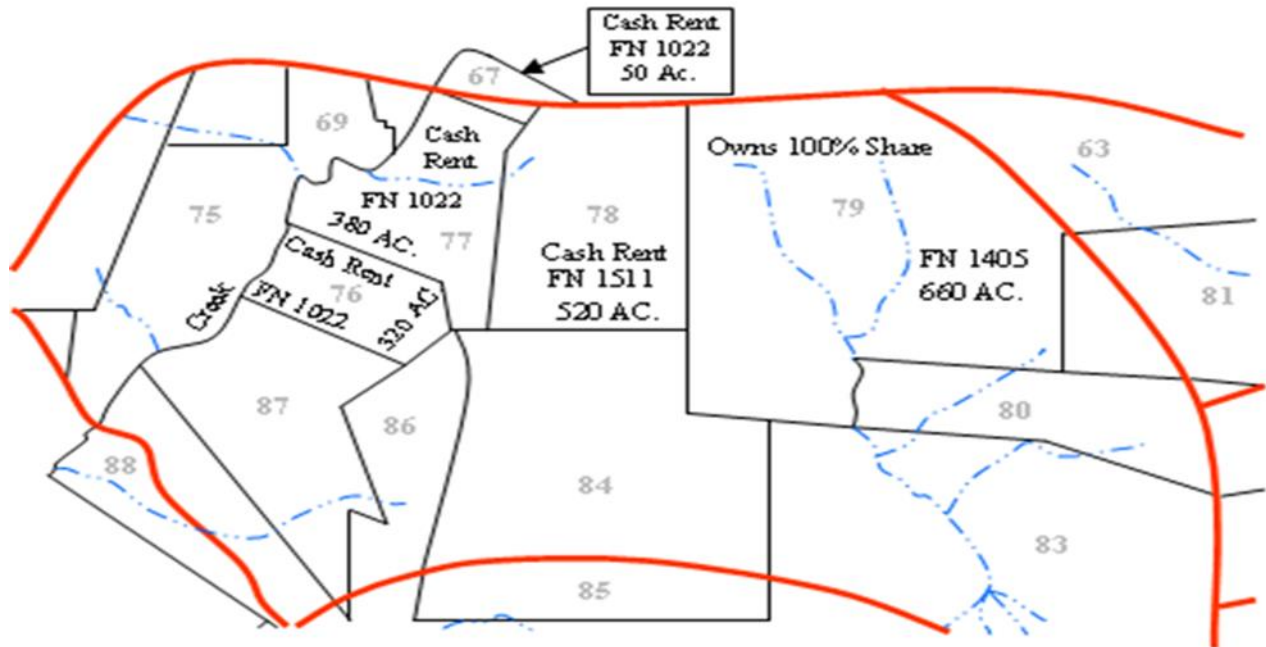 Cash Rent
FN 1022
50 Ac.
67
69
Cash
Rent
Owns 100% Share
63
FN 1022
380 AC.
75
77
78
79
Cash Rent
FN 1022
76
320 AC
Creek
Cash Rent
FN 1511
520 AC.
FN 1405
660 AC.
81
87
86
80
88
84
83
85